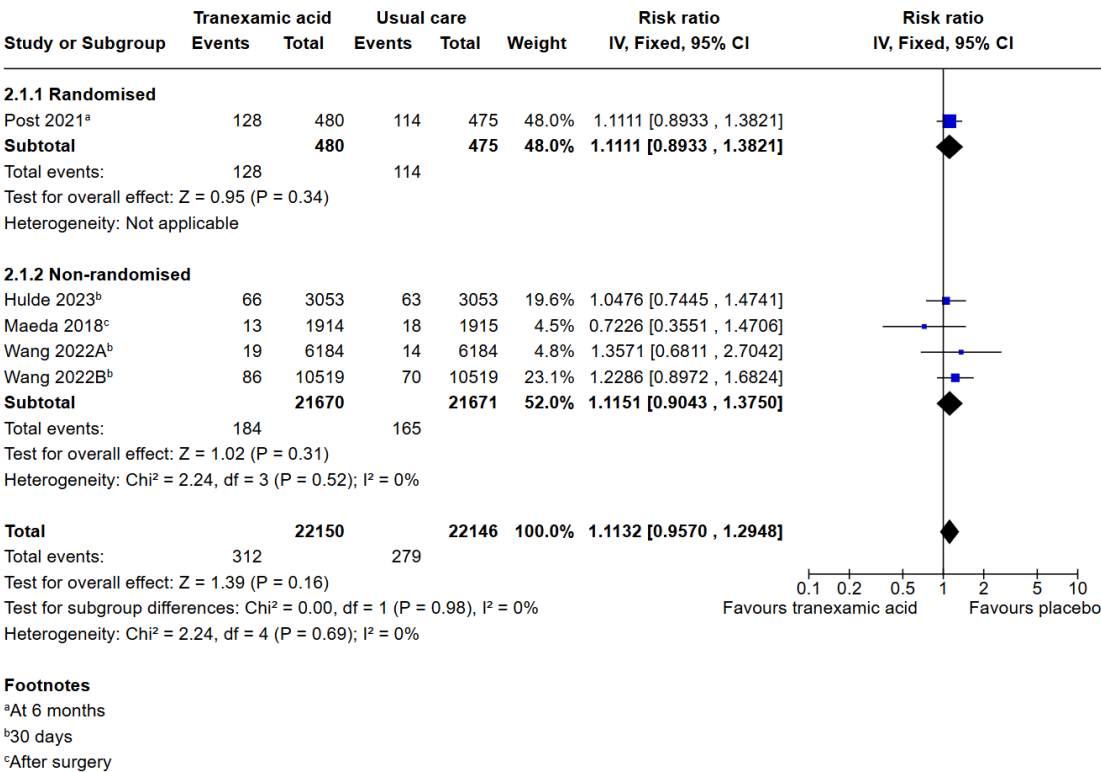 Tranexamic acid Usual care Risk ratio Risk ratio
Study or Subgroup Events Total Events Total Weight IV, Fixed, 95% CI IV, Fixed, 95% CI
2.1.1 Randomised
Post 2021ᵃ 128 480 114 475 48.0% 1.1111 [0.8933 , 1.3821]
Subtotal 480 475 48.0% 1.1111 [0.8933 , 1.3821]
Total events: 128 114
Test for overall effect: Z = 0.95 (P = 0.34)
Heterogeneity: Not applicable
2.1.2 Non-randomised
Hulde 2023ᵇ 66 3053 63 3053 19.6% 1.0476 [0.7445 , 1.4741]
Maeda 2018ᶜ 13 1914 18 1915 4.5% 0.7226 [0.3551 , 1.4706]
Wang 2022Aᵇ 19 6184 14 6184 4.8% 1.3571 [0.6811 , 2.7042]
Wang 2022Bᵇ 86 10519 70 10519 23.1% 1.2286 [0.8972 , 1.6824]
Subtotal 21670 21671 52.0% 1.1151 [0.9043 , 1.3750]
Total events: 184 165
Test for overall effect: Z = 1.02 (P = 0.31)
Heterogeneity: Chi² = 2.24, df = 3 (P = 0.52); I² = 0%
Total 22150 22146 100.0% 1.1132 [0.9570 , 1.2948]
Total events: 312 279
Test for overall effect: Z = 1.39 (P = 0.16)
0.1 0.2 0.5 1 2 5 10
Test for subgroup differences: Chi² = 0.00, df = 1 (P = 0.98), I² = 0%
Favours tranexamic acid Favours placebo
Heterogeneity: Chi² = 2.24, df = 4 (P = 0.69); I² = 0%
Footnotes
ᵃAt 6 months
ᵇ30 days
ᶜAfter surgery